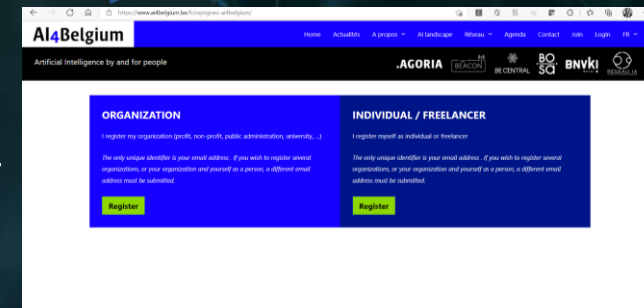 https://www.ai4belgium.be/fr/rejoignez-ai4belgium/
AI4Belgium
Home Actualités A propos AI landscape Réseau Agenda Contact Join Login FR
Artificial Intelligence by and for people
.AGORIA BEACON BE CENTRAL BOSA BNVKI RESEAU IA
ORGANIZATION
I register my organization (profit, non-profit, public administration, university, ...)
The only unique identifier is your email address . If you wish to register several
organizations, or your organization and yourself as a person, a different email
address must be submitted.
Register
INDIVIDUAL / FREELANCER
I register myself as individual or freelancer
The only unique identifier is your email address . If you wish to register several
organizations, or your organization and yourself as a person, a different email
address must be submitted.
Register